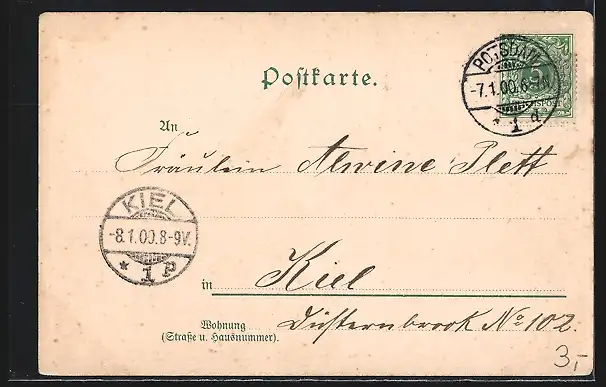 Postkarte.
POTSDAM
-7.1.00.6-7N.
* 1 d
An
Fräulein Alwine Plett
KIEL
-8.1.00.8-9V.
* 1 P
in Kiel
Wohnung
(Straße u. Hausnummer).
Düsternbrook No 102.
3,-